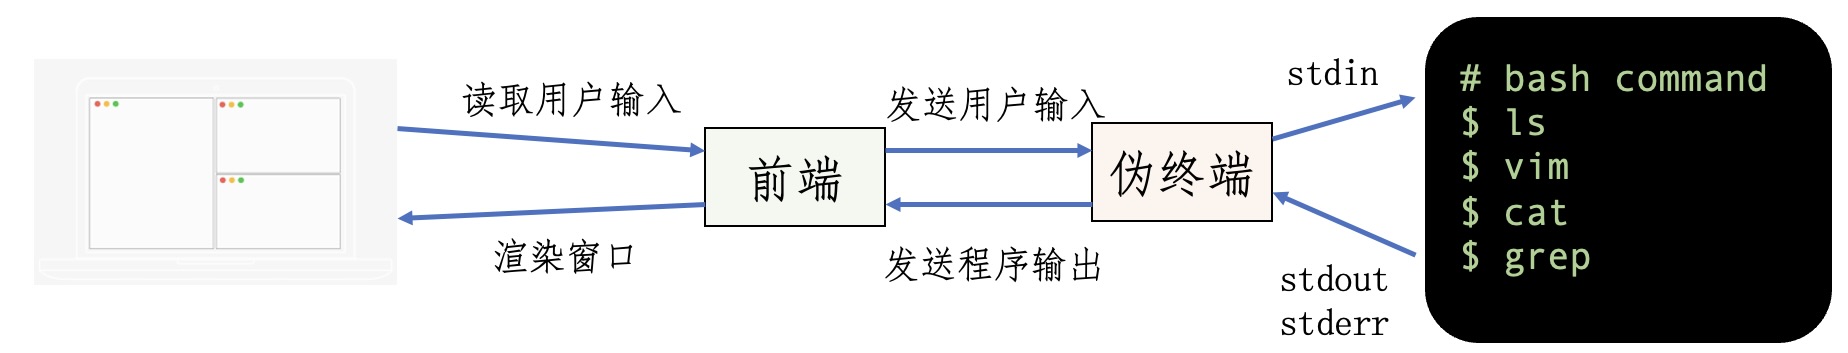 读取用户输入
渲染窗口
前端
发送用户输入
发送程序输出
伪终端
stdin
stdout
stderr
# bash command
$ ls
$ vim
$ cat
$ grep